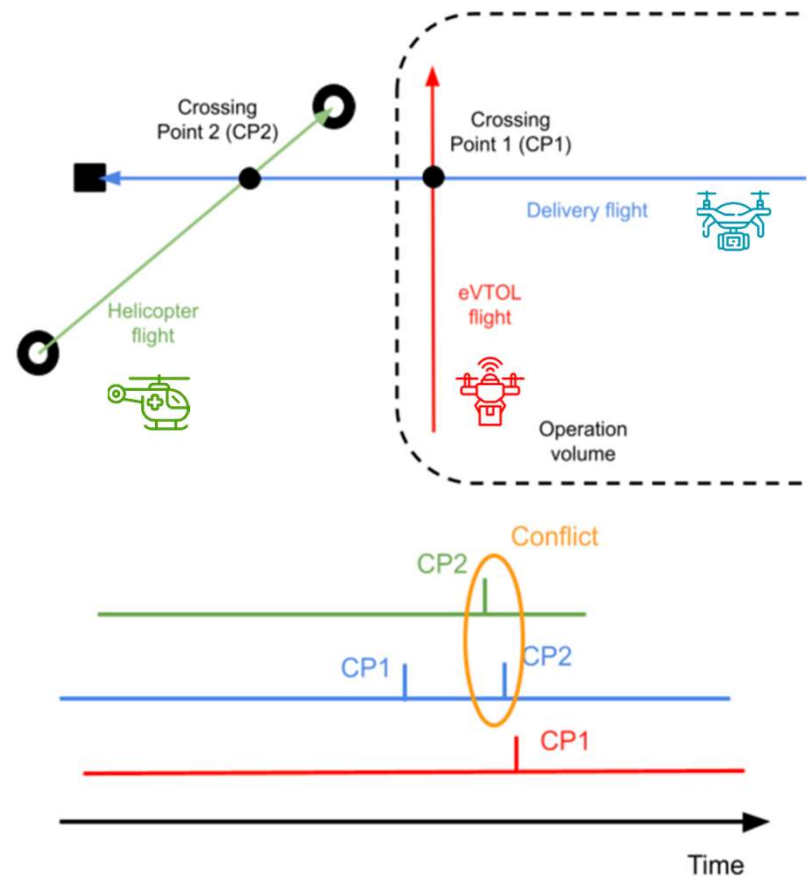 Crossing
Point 2 (CP2)
Crossing
Point 1 (CP1)
Delivery flight
Helicopter
flight
eVTOL
flight
Operation
volume
Conflict
CP2
CP1
CP2
CP1
Time